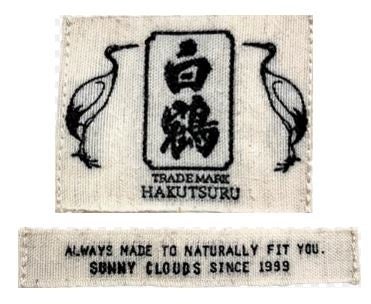 白鶴
TRADE MARK
HAKUTSURU
ALWAYS MADE TO NATURALLY FIT YOU.
SUNNY CLOUDS SINCE 1999